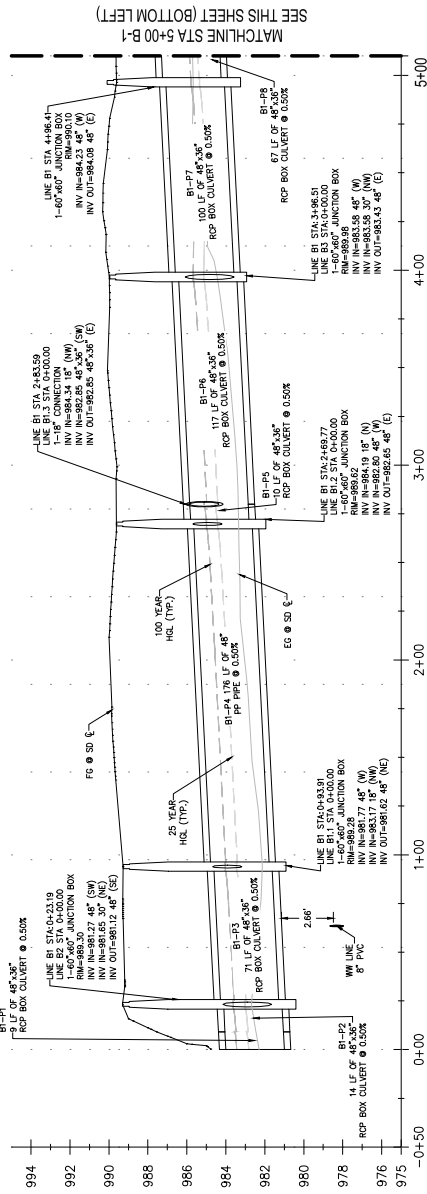 MATCHLINE STA 5+00 B-1
SEE THIS SHEET (BOTTOM LEFT)
994
992
990
988
986
984
982
980
978
976
975
-0+50
0+00
1+00
2+00
3+00
4+00
5+00
B1-P1
9 LF OF 48"x36"
RCP BOX CULVERT @ 0.50%
LINE B1 STA:0+23.19
LINE B2 STA 0+00.00
1-60"x60" JUNCTION BOX
RIM=989.30
INV IN=981.27 48" (SW)
INV IN=981.65 30" (NE)
INV OUT=981.12 48" (SE)
B1-P2
14 LF OF 48"x36"
RCP BOX CULVERT @ 0.50%
B1-P3
71 LF OF 48"x36"
RCP BOX CULVERT @ 0.50%
2.66'
WW LINE
8" PVC
LINE B1 STA:0+93.91
LINE B1.1 STA 0+00.00
1-60"x60" JUNCTION BOX
RIM=989.28
INV IN=981.77 48" (W)
INV IN=983.17 18" (NW)
INV OUT=981.62 48" (NE)
25 YEAR
HGL (TYP.)
FG @ SD ℄
B1-P4 176 LF OF 48"
PP PIPE @ 0.50%
100 YEAR
HGL (TYP.)
EG @ SD ℄
LINE B1 STA:2+69.77
LINE B1.2 STA 0+00.00
1-60"x60" JUNCTION BOX
RIM=989.62
INV IN=984.19 18" (N)
INV IN=982.80 48" (W)
INV OUT=982.65 48" (E)
LINE B1 STA 2+83.59
LINE B1.3 STA 0+00.00
1-18" CONNECTION
INV IN=984.34 18" (NW)
INV IN=982.85 48"x36" (SW)
INV OUT=982.85 48"x36" (E)
B1-P5
10 LF OF 48"x36"
RCP BOX CULVERT @ 0.50%
B1-P6
117 LF OF 48"x36"
RCP BOX CULVERT @ 0.50%
LINE B1 STA:3+96.51
LINE B3 STA:0+00.00
1-60"x60" JUNCTION BOX
RIM=989.98
INV IN=983.58 48" (W)
INV IN=983.58 30" (NW)
INV OUT=983.43 48" (E)
B1-P7
100 LF OF 48"x36"
RCP BOX CULVERT @ 0.50%
LINE B1 STA 4+96.41
1-60"x60" JUNCTION BOX
RIM=990.10
INV IN=984.23 48" (W)
INV OUT=984.08 48" (E)
B1-P8
67 LF OF 48"x36"
RCP BOX CULVERT @ 0.50%